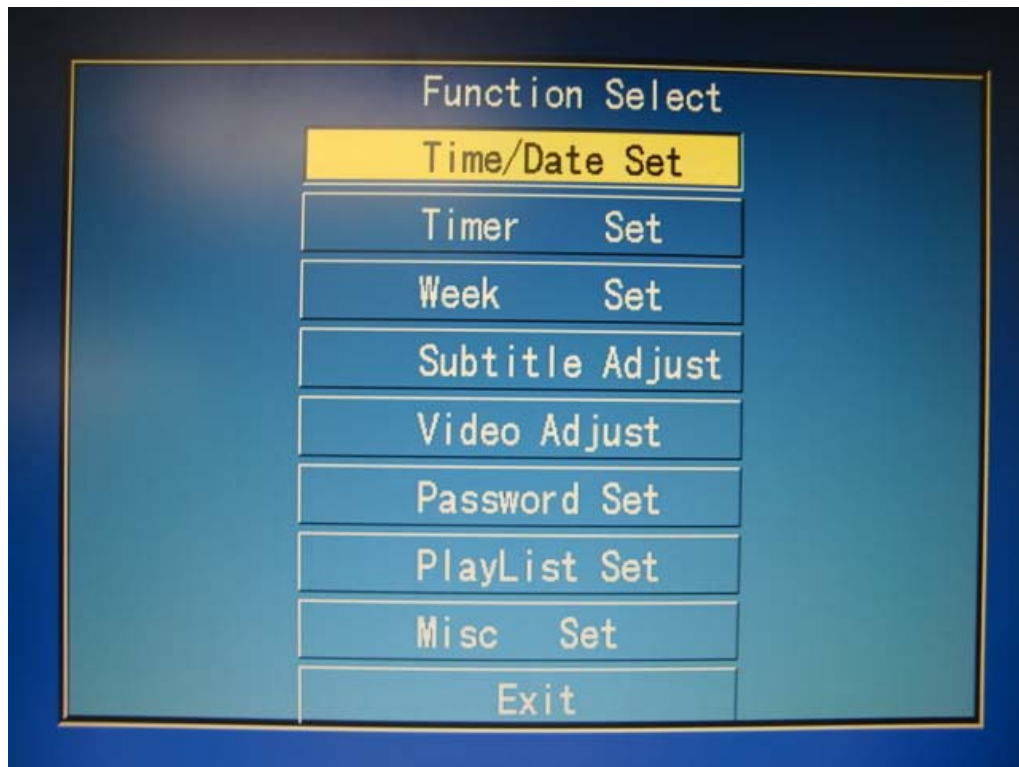 Function Select
Time/Date Set
Timer Set
Week Set
Subtitle Adjust
Video Adjust
Password Set
PlayList Set
Misc Set
Exit